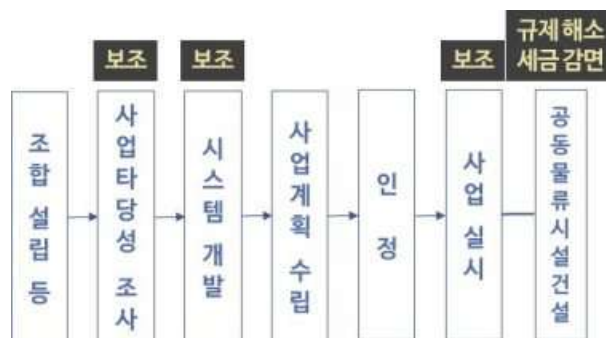 보조
보조
보조
규제 해소
세금 감면
조합 설립 등
사업타당성 조사
시스템 개발
사업계획 수립
인 정
사업 실시
공동물류시설건설